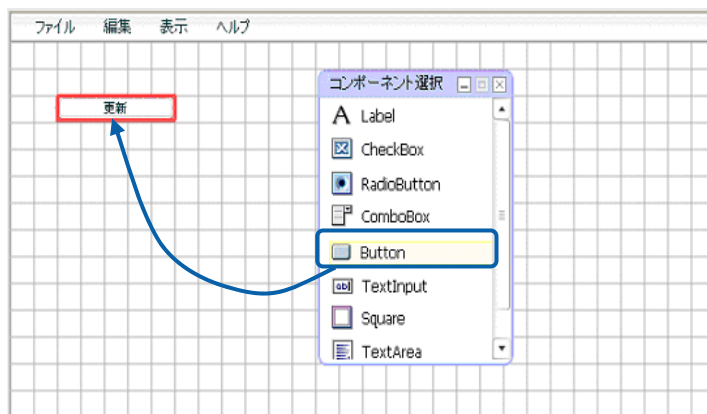 ファイル 編集 表示 ヘルプ
コンポーネント選択
更新
A Label
CheckBox
RadioButton
ComboBox
Button
TextInput
Square
TextArea